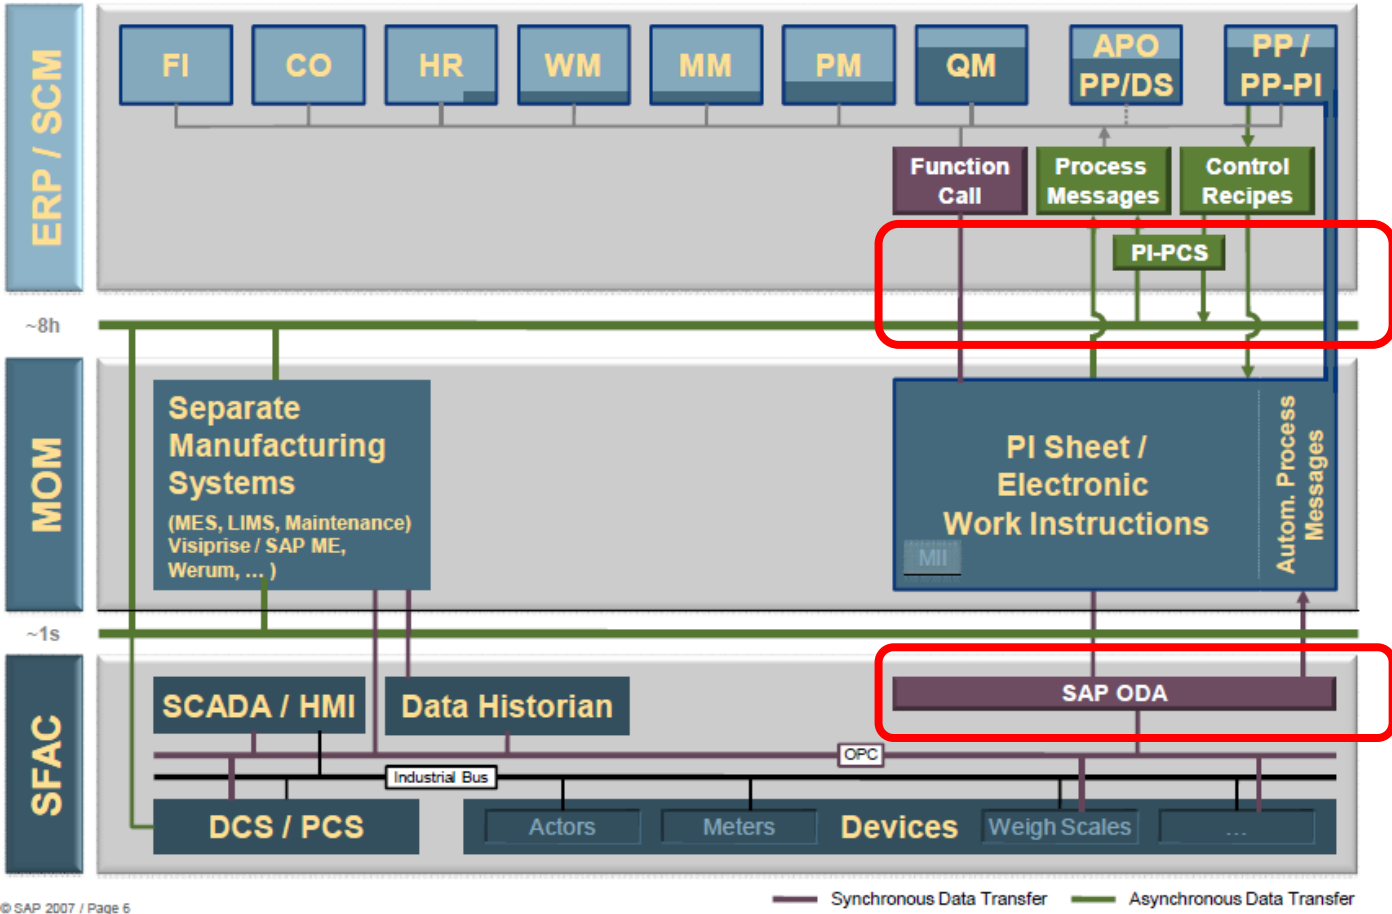 ERP / SCM
FI
CO
HR
WM
MM
PM
QM
APO
PP/DS
PP /
PP-PI
Function
Call
Process
Messages
Control
Recipes
PI-PCS
~8h
MOM
Separate
Manufacturing
Systems
(MES, LIMS, Maintenance)
Visiprise / SAP ME,
Werum, ... )
PI Sheet /
Electronic
Work Instructions
MII
Autom. Process
Messages
~1s
SFAC
SCADA / HMI
Data Historian
SAP ODA
OPC
Industrial Bus
DCS / PCS
Actors
Meters
Devices
Weigh Scales
...
Synchronous Data Transfer
Asynchronous Data Transfer
© SAP 2007 / Page 6